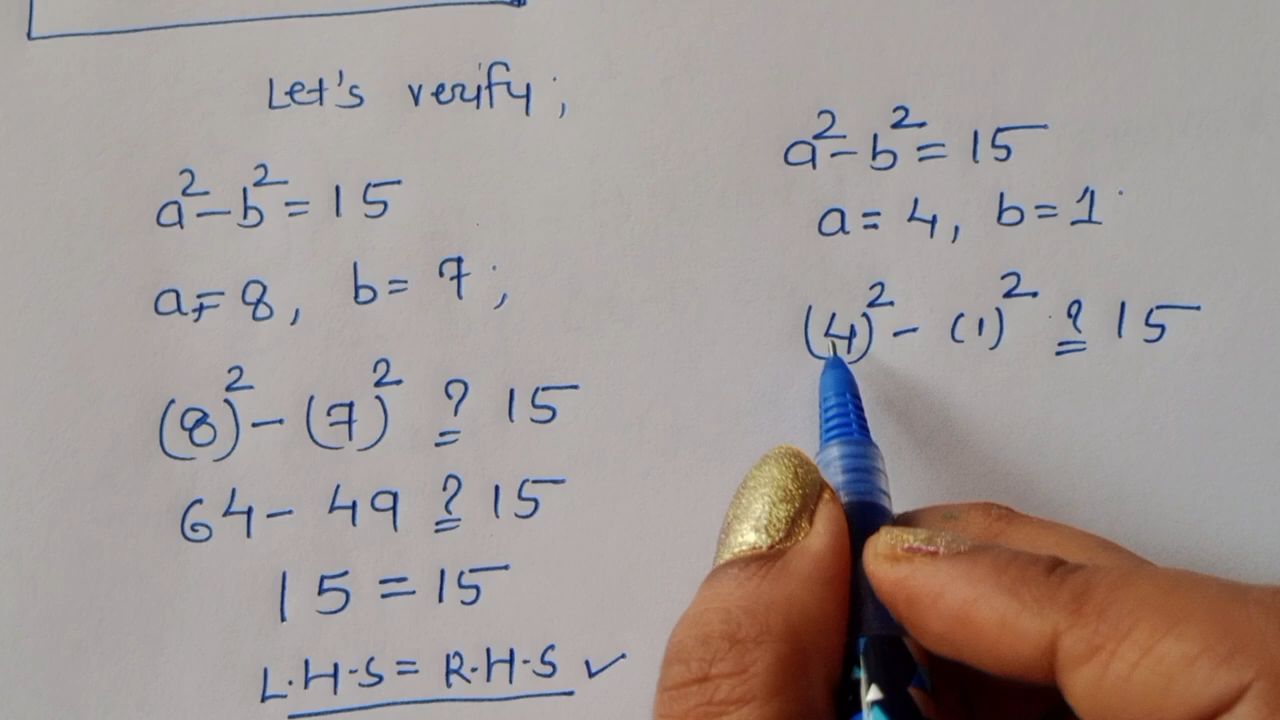 Let's verify;
a²-b²=15
a=8, b=7;
(8)²-(7)² ≟ 15
64-49 ≟ 15
15=15
L.H.S=R.H.S ✓
a²-b²=15
a=4, b=1
(4)²-(1)² ≟ 15